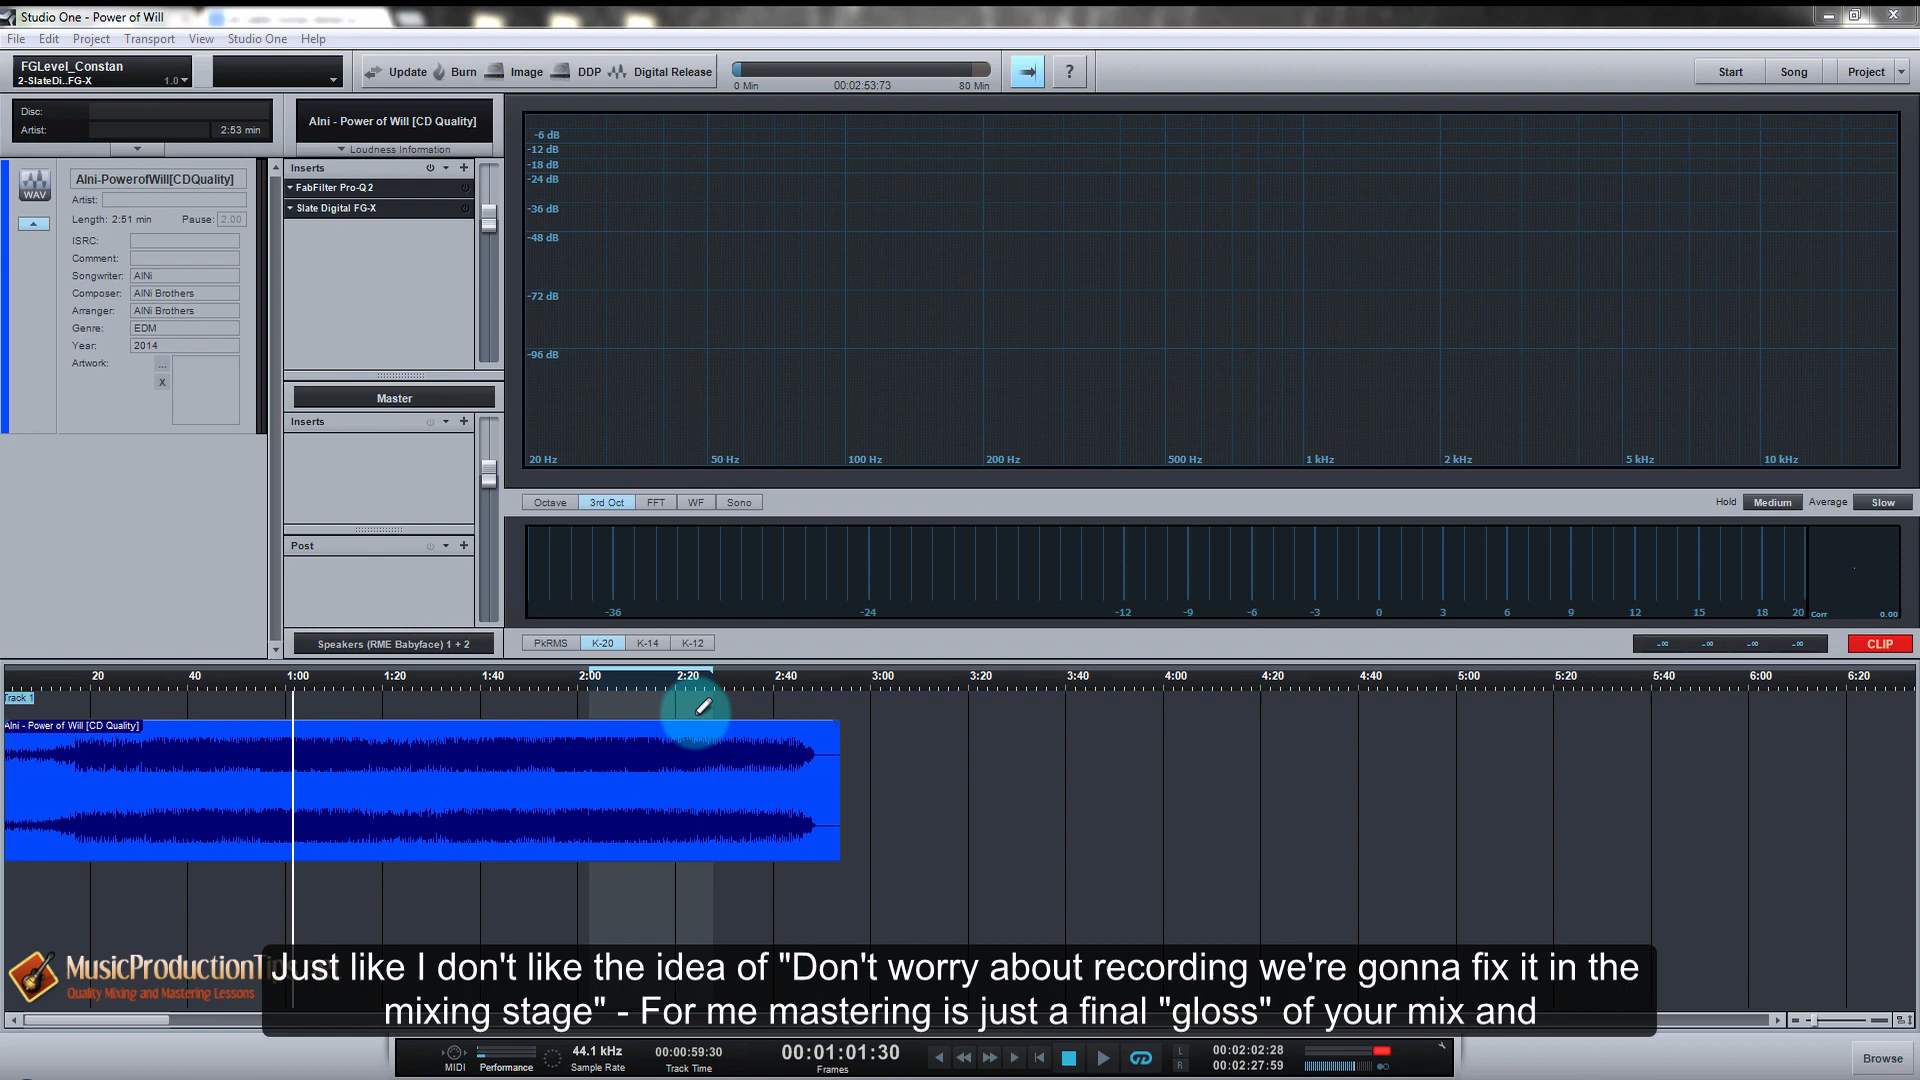 Studio One - Power of Will
File Edit Project Transport View Studio One Help
FGLevel_Constan
2-SlateDi..FG-X 1.0
Update Burn Image DDP Digital Release
0 Min 00:02:53:73 80 Min
?
Start Song Project
Disc:
Artist: 2:53 min
AlNi - Power of Will [CD Quality]
Loudness Information
WAV
AlNi-PowerofWill[CDQuality]
Artist:
Length: 2:51 min Pause: 2.00
ISRC:
Comment:
Songwriter: AlNi
Composer: AlNi Brothers
Arranger: AlNi Brothers
Genre: EDM
Year: 2014
Artwork: ...
X
Inserts
FabFilter Pro-Q 2
Slate Digital FG-X
Master
Inserts
Post
Speakers (RME Babyface) 1 + 2
-6 dB
-12 dB
-18 dB
-24 dB
-36 dB
-48 dB
-72 dB
-96 dB
20 Hz 50 Hz 100 Hz 200 Hz 500 Hz 1 kHz 2 kHz 5 kHz 10 kHz
Octave 3rd Oct FFT WF Sono
Hold Medium Average Slow
-36 -24 -12 -9 -6 -3 0 3 6 9 12 15 18 20 Corr 0.00
PkRMS K-20 K-14 K-12
-∞ -∞ -∞ -∞ CLIP
20 40 1:00 1:20 1:40 2:00 2:20 2:40 3:00 3:20 3:40 4:00 4:20 4:40 5:00 5:20 5:40 6:00 6:20
Track 1
AlNi - Power of Will [CD Quality]
MusicProductionTi
Quality Mixing and Mastering Lessons
Just like I don't like the idea of "Don't worry about recording we're gonna fix it in the
mixing stage" - For me mastering is just a final "gloss" of your mix and
MIDI
Performance
44.1 kHz
Sample Rate
00:00:59:30
Track Time
00:01:01:30
Frames
L
R
00:02:02:28
00:02:27:59
Browse